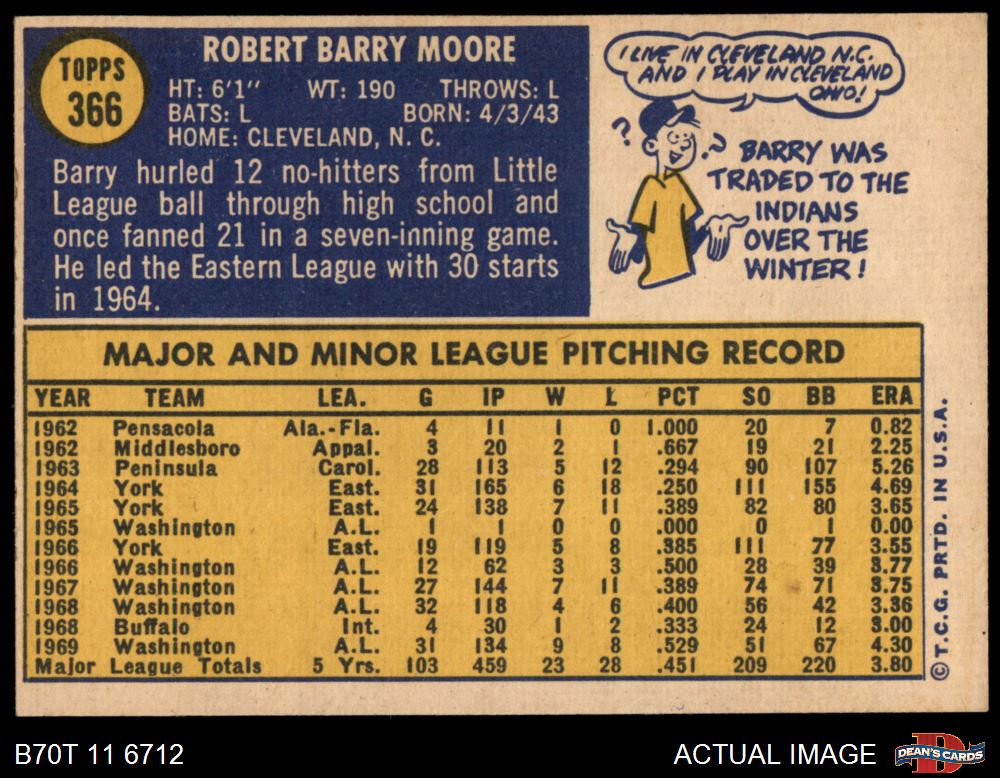 TOPPS
366
ROBERT BARRY MOORE
HT: 6'1" WT: 190 THROWS: L
BATS: L BORN: 4/3/43
HOME: CLEVELAND, N. C.
Barry hurled 12 no-hitters from Little
League ball through high school and
once fanned 21 in a seven-inning game.
He led the Eastern League with 30 starts
in 1964.
I LIVE IN CLEVELAND N.C.
AND I PLAY IN CLEVELAND
OHIO!
? ?
BARRY WAS
TRADED TO THE
INDIANS
OVER THE
WINTER!
MAJOR AND MINOR LEAGUE PITCHING RECORD
YEAR TEAM LEA. G IP W L PCT SO BB ERA
1962 Pensacola Ala.-Fla. 4 11 1 0 1.000 20 7 0.82
1962 Middlesboro Appal. 3 20 2 1 .667 19 21 2.25
1963 Peninsula Carol. 28 113 5 12 .294 90 107 5.26
1964 York East. 31 165 6 18 .250 111 155 4.69
1965 York East. 24 138 7 11 .389 82 80 3.65
1965 Washington A.L. 1 1 0 0 .000 0 1 0.00
1966 York East. 19 119 5 8 .385 111 77 3.55
1966 Washington A.L. 12 62 3 3 .500 28 39 3.77
1967 Washington A.L. 27 144 7 11 .389 74 71 3.75
1968 Washington A.L. 32 118 4 6 .400 56 42 3.36
1968 Buffalo Int. 4 30 1 2 .333 24 12 3.00
1969 Washington A.L. 31 134 9 8 .529 51 67 4.30
Major League Totals 5 Yrs. 103 459 23 28 .451 209 220 3.80
© T.C.G. PRTD. IN U.S.A.
B70T 11 6712
ACTUAL IMAGE
D
DEAN'S CARDS